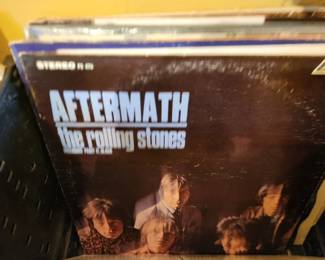 STEREO
AFTERMATH
the rolling stones